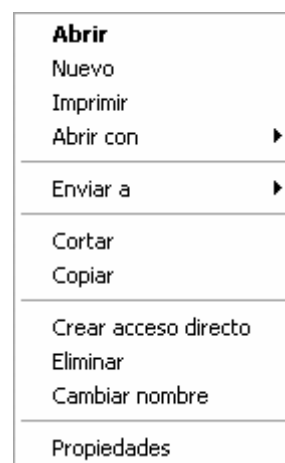 Abrir
Nuevo
Imprimir
Abrir con
Enviar a
Cortar
Copiar
Crear acceso directo
Eliminar
Cambiar nombre
Propiedades